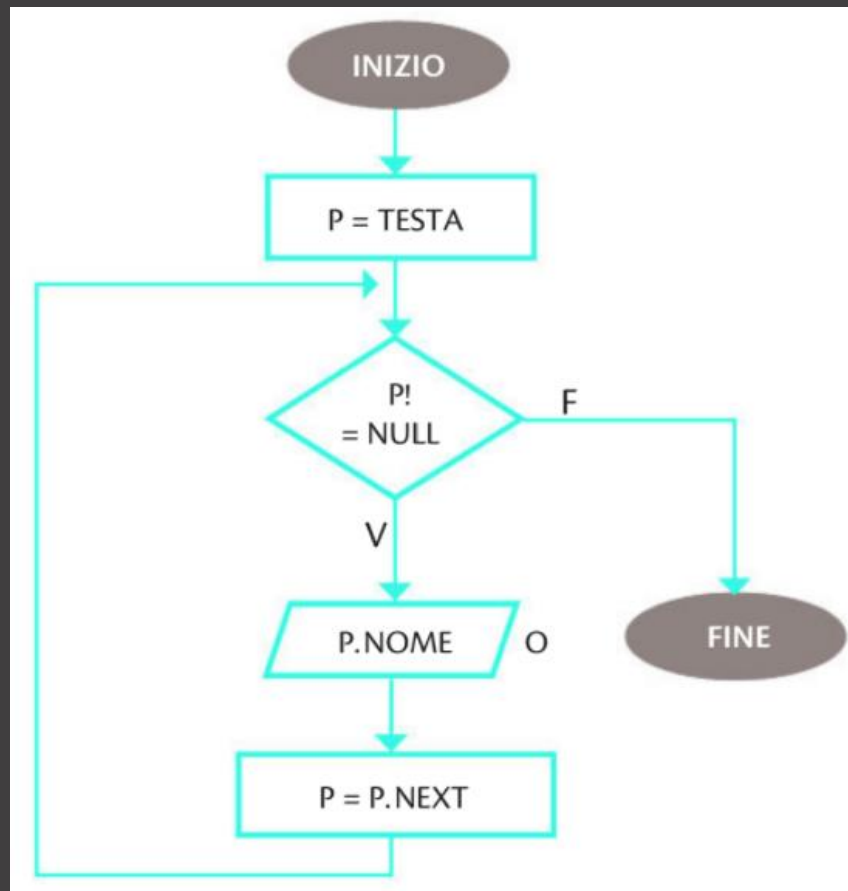 INIZIO
P = TESTA
P!
= NULL
F
V
P.NOME
O
FINE
P = P.NEXT